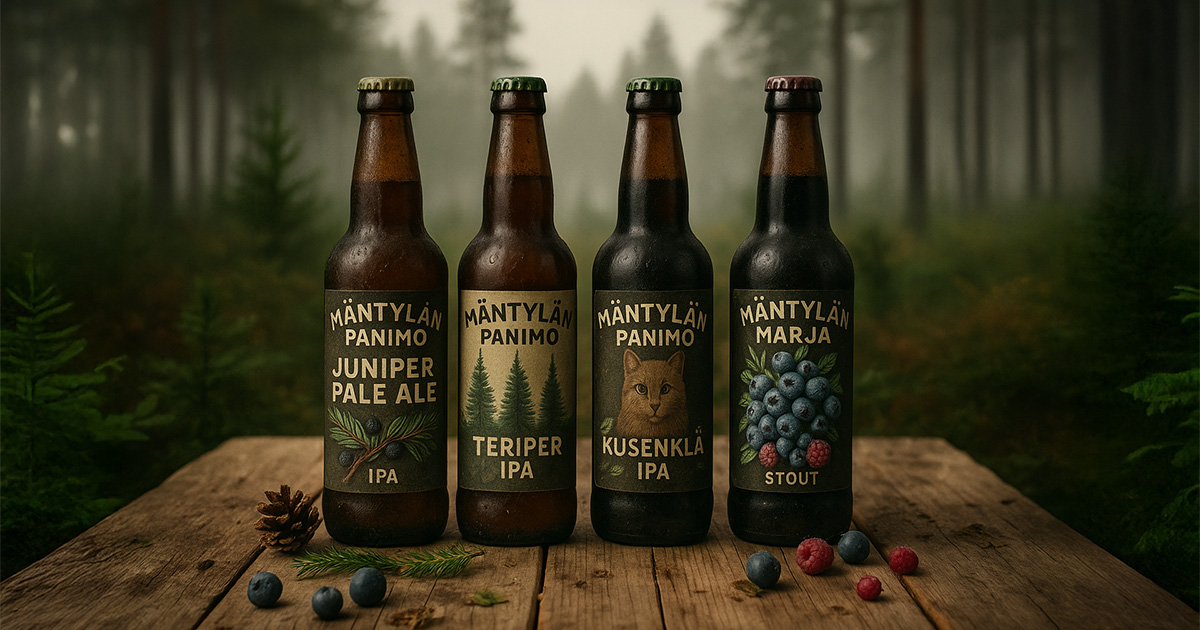 MÄNTYLÄN
PANIMO
JUNIPER
PALE ALE
IPA
MÄNTYLÄN
PANIMO
TERIPER
IPA
MÄNTYLÄN
PANIMO
KUSENKLÄ
IPA
MÄNTYLÄN
MARJA
STOUT